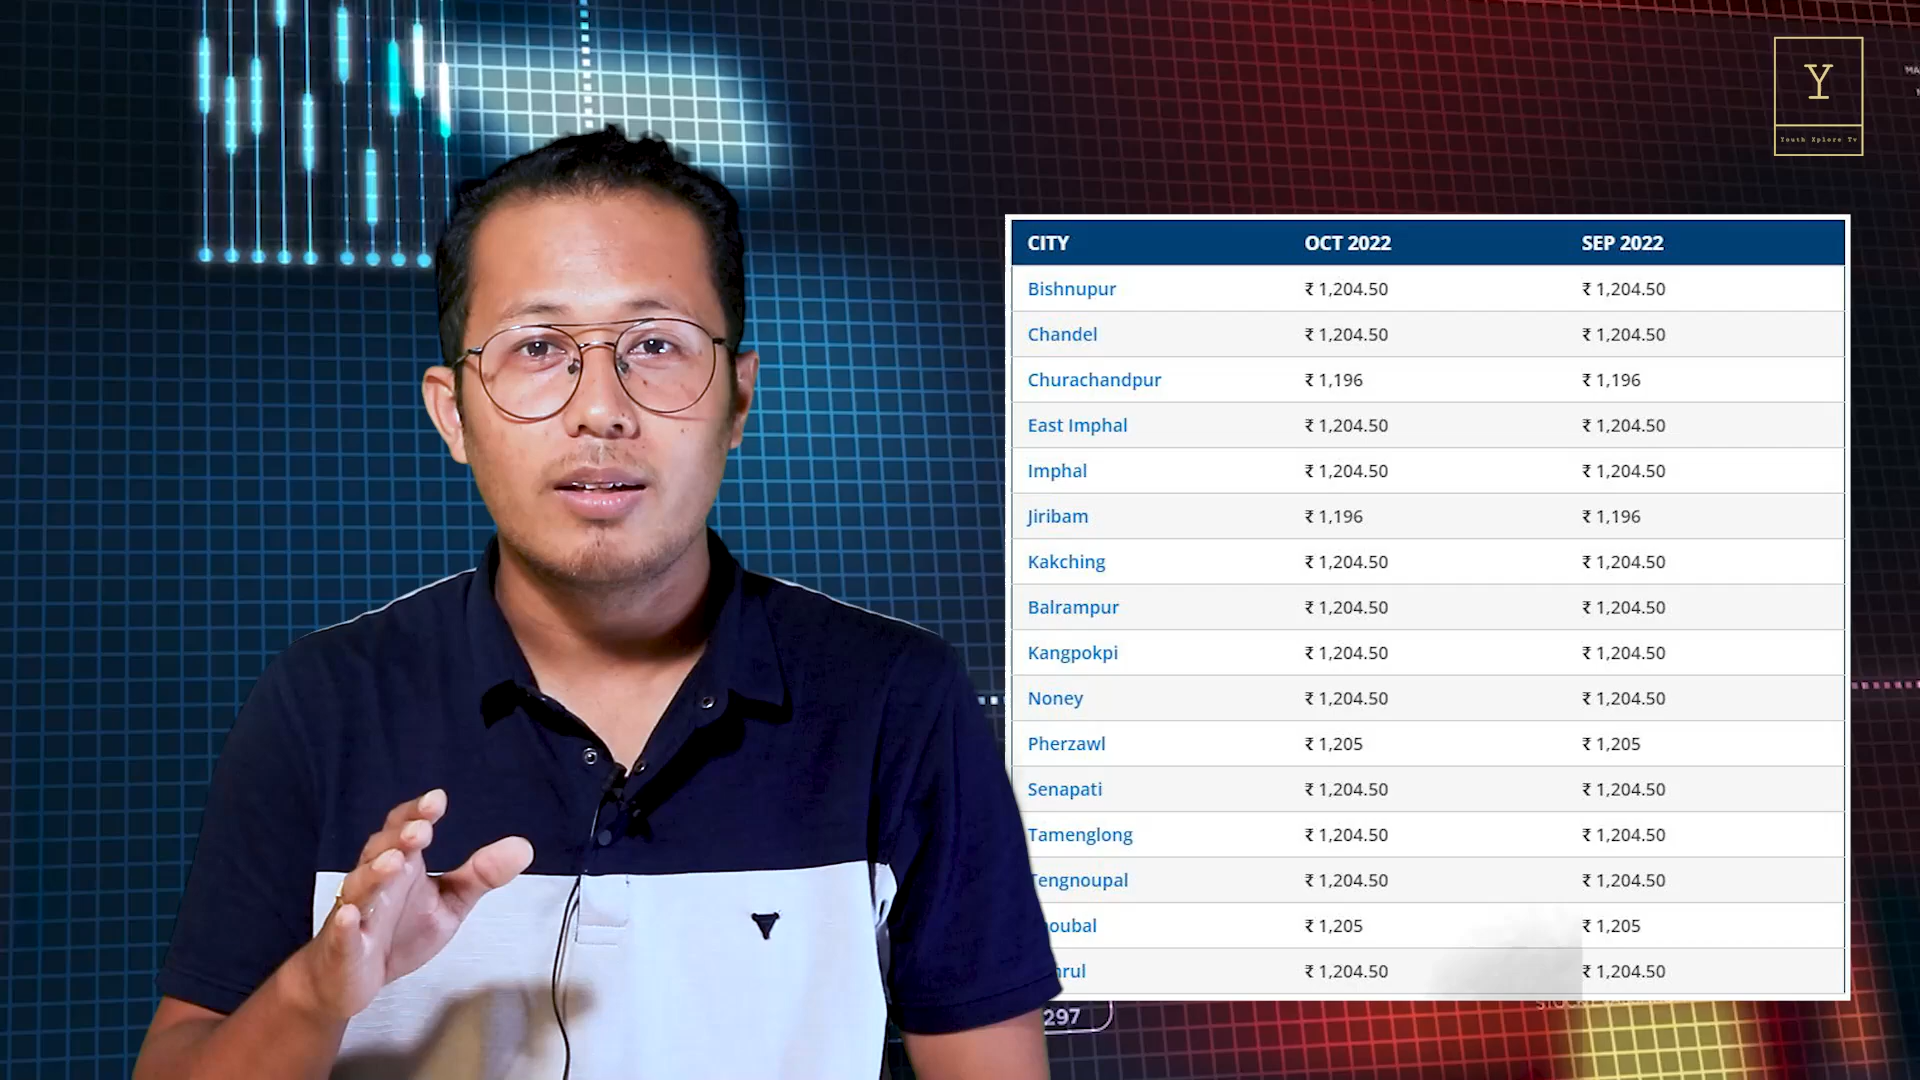 Y
Youth Xplore Tv
CITY OCT 2022 SEP 2022
Bishnupur ₹ 1,204.50 ₹ 1,204.50
Chandel ₹ 1,204.50 ₹ 1,204.50
Churachandpur ₹ 1,196 ₹ 1,196
East Imphal ₹ 1,204.50 ₹ 1,204.50
Imphal ₹ 1,204.50 ₹ 1,204.50
Jiribam ₹ 1,196 ₹ 1,196
Kakching ₹ 1,204.50 ₹ 1,204.50
Balrampur ₹ 1,204.50 ₹ 1,204.50
Kangpokpi ₹ 1,204.50 ₹ 1,204.50
Noney ₹ 1,204.50 ₹ 1,204.50
Pherzawl ₹ 1,205 ₹ 1,205
Senapati ₹ 1,204.50 ₹ 1,204.50
Tamenglong ₹ 1,204.50 ₹ 1,204.50
Tengnoupal ₹ 1,204.50 ₹ 1,204.50
oubal ₹ 1,205 ₹ 1,205
hrul ₹ 1,204.50 ₹ 1,204.50
297